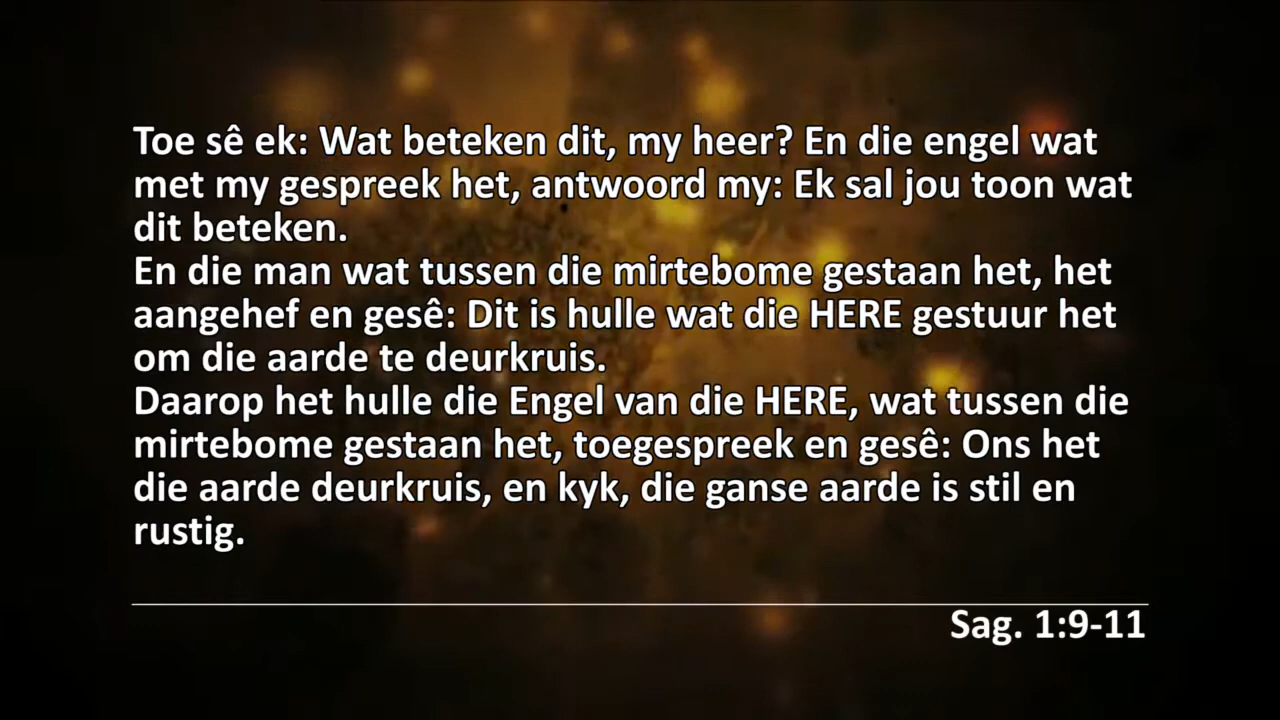 Toe sê ek: Wat beteken dit, my heer? En die engel wat
met my gespreek het, antwoord my: Ek sal jou toon wat
dit beteken.
En die man wat tussen die mirtebome gestaan het, het
aangehef en gesê: Dit is hulle wat die HERE gestuur het
om die aarde te deurkruis.
Daarop het hulle die Engel van die HERE, wat tussen die
mirtebome gestaan het, toegespreek en gesê: Ons het
die aarde deurkruis, en kyk, die ganse aarde is stil en
rustig.
Sag. 1:9-11